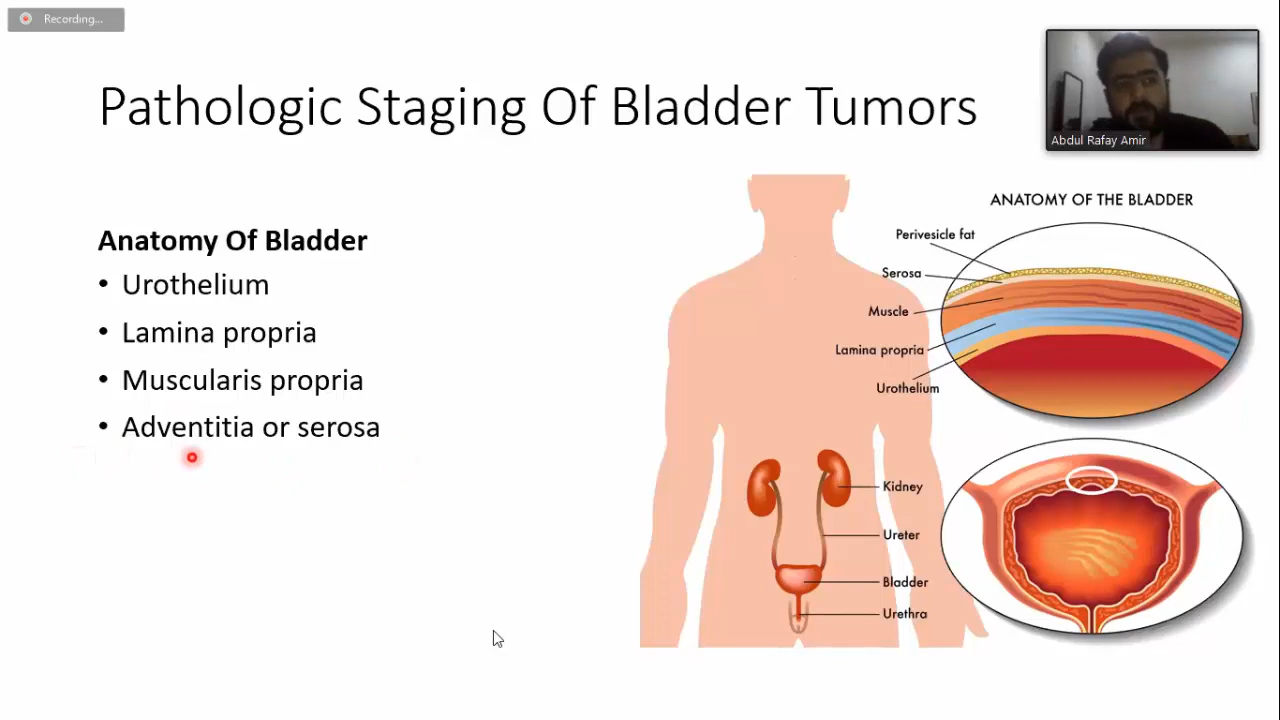 Recording...
Pathologic Staging Of Bladder Tumors
Abdul Rafay Amir
Anatomy Of Bladder
• Urothelium
• Lamina propria
• Muscularis propria
• Adventitia or serosa
ANATOMY OF THE BLADDER
Perivesicle fat
Serosa
Muscle
Lamina propria
Urothelium
Kidney
Ureter
Bladder
Urethra